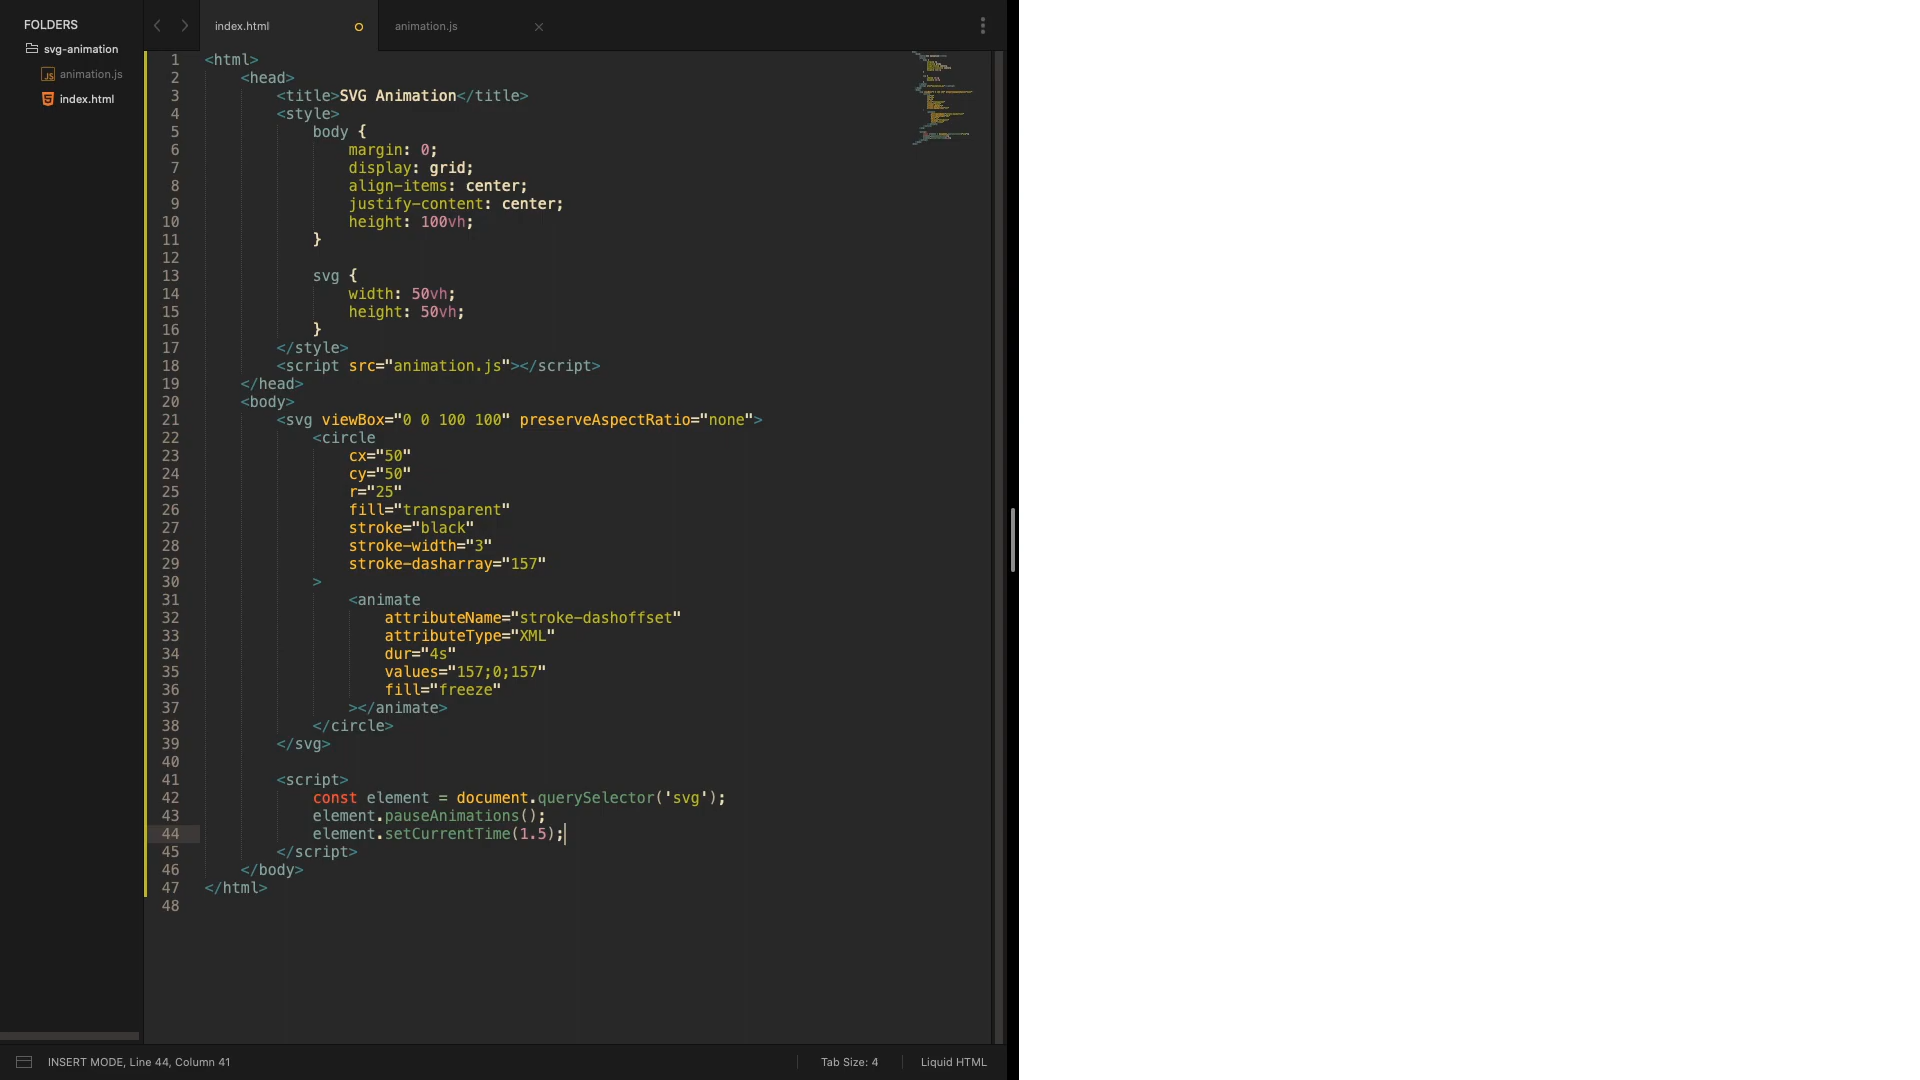 FOLDERS
svg-animation
animation.js
index.html
index.html
animation.js
1 <html>
2 <head>
3 <title>SVG Animation</title>
4 <style>
5 body {
6 margin: 0;
7 display: grid;
8 align-items: center;
9 justify-content: center;
10 height: 100vh;
11 }
12
13 svg {
14 width: 50vh;
15 height: 50vh;
16 }
17 </style>
18 <script src="animation.js"></script>
19 </head>
20 <body>
21 <svg viewBox="0 0 100 100" preserveAspectRatio="none">
22 <circle
23 cx="50"
24 cy="50"
25 r="25"
26 fill="transparent"
27 stroke="black"
28 stroke-width="3"
29 stroke-dasharray="157"
30 >
31 <animate
32 attributeName="stroke-dashoffset"
33 attributeType="XML"
34 dur="4s"
35 values="157;0;157"
36 fill="freeze"
37 ></animate>
38 </circle>
39 </svg>
40
41 <script>
42 const element = document.querySelector('svg');
43 element.pauseAnimations();
44 element.setCurrentTime(1.5);
45 </script>
46 </body>
47 </html>
48
INSERT MODE, Line 44, Column 41
Tab Size: 4
Liquid HTML